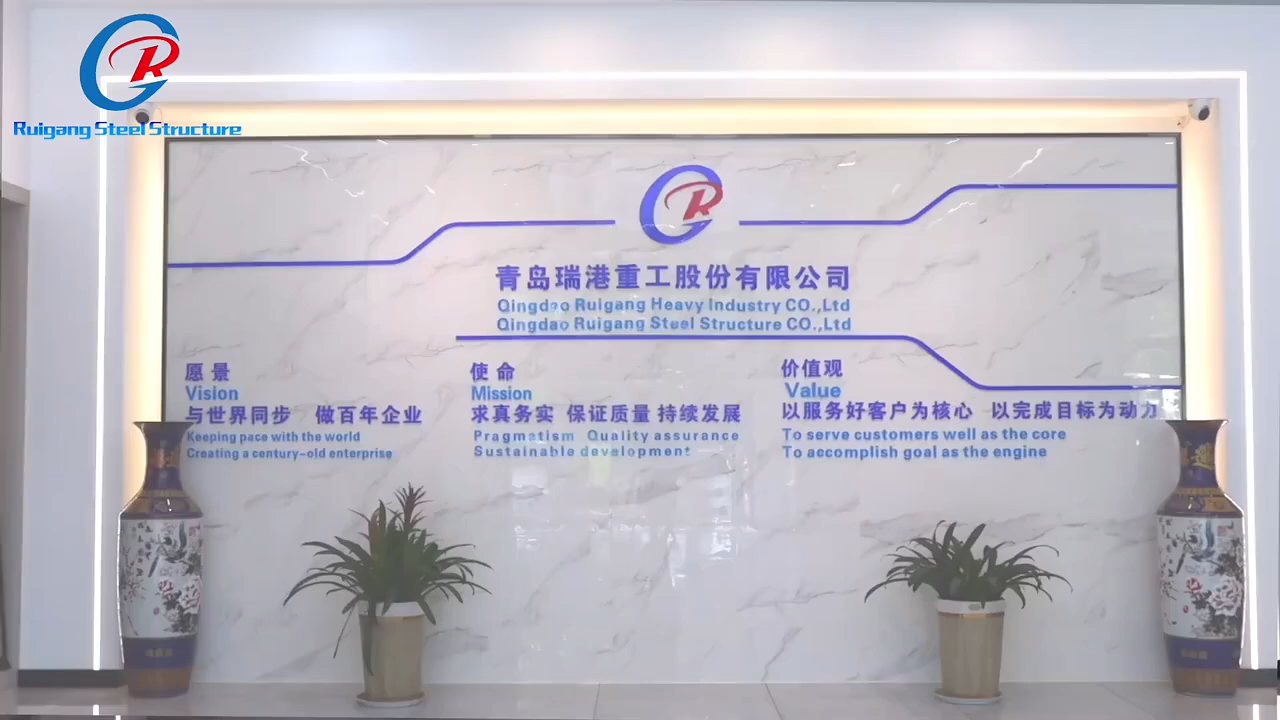 Ruigang Steel Structure
青岛瑞港重工股份有限公司
Qingdao Ruigang Heavy Industry CO.,Ltd
Qingdao Ruigang Steel Structure CO.,Ltd
愿景
Vision
与世界同步 做百年企业
Keeping pace with the world
Creating a century-old enterprise
使命
Mission
求真务实 保证质量 持续发展
Pragmatism Quality assurance
Sustainable development
价值观
Value
以服务好客户为核心 以完成目标为动力
To serve customers well as the core
To accomplish goal as the engine